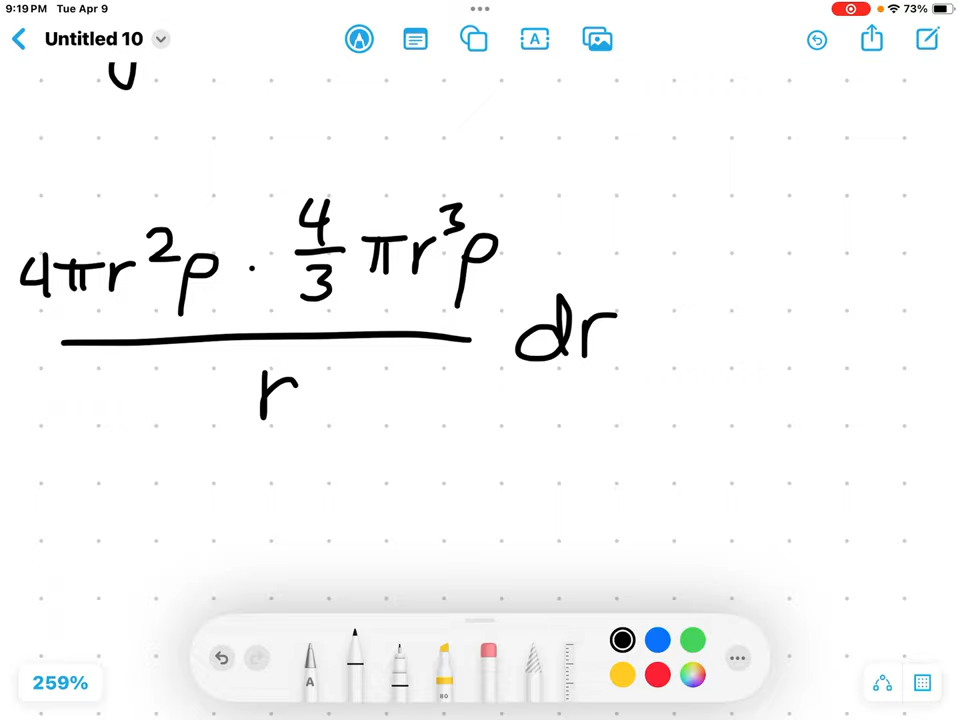 9:19 PM Tue Apr 9
73%
Untitled 10
4πr²ρ · 4/3 πr³ρ
r
dr
259%